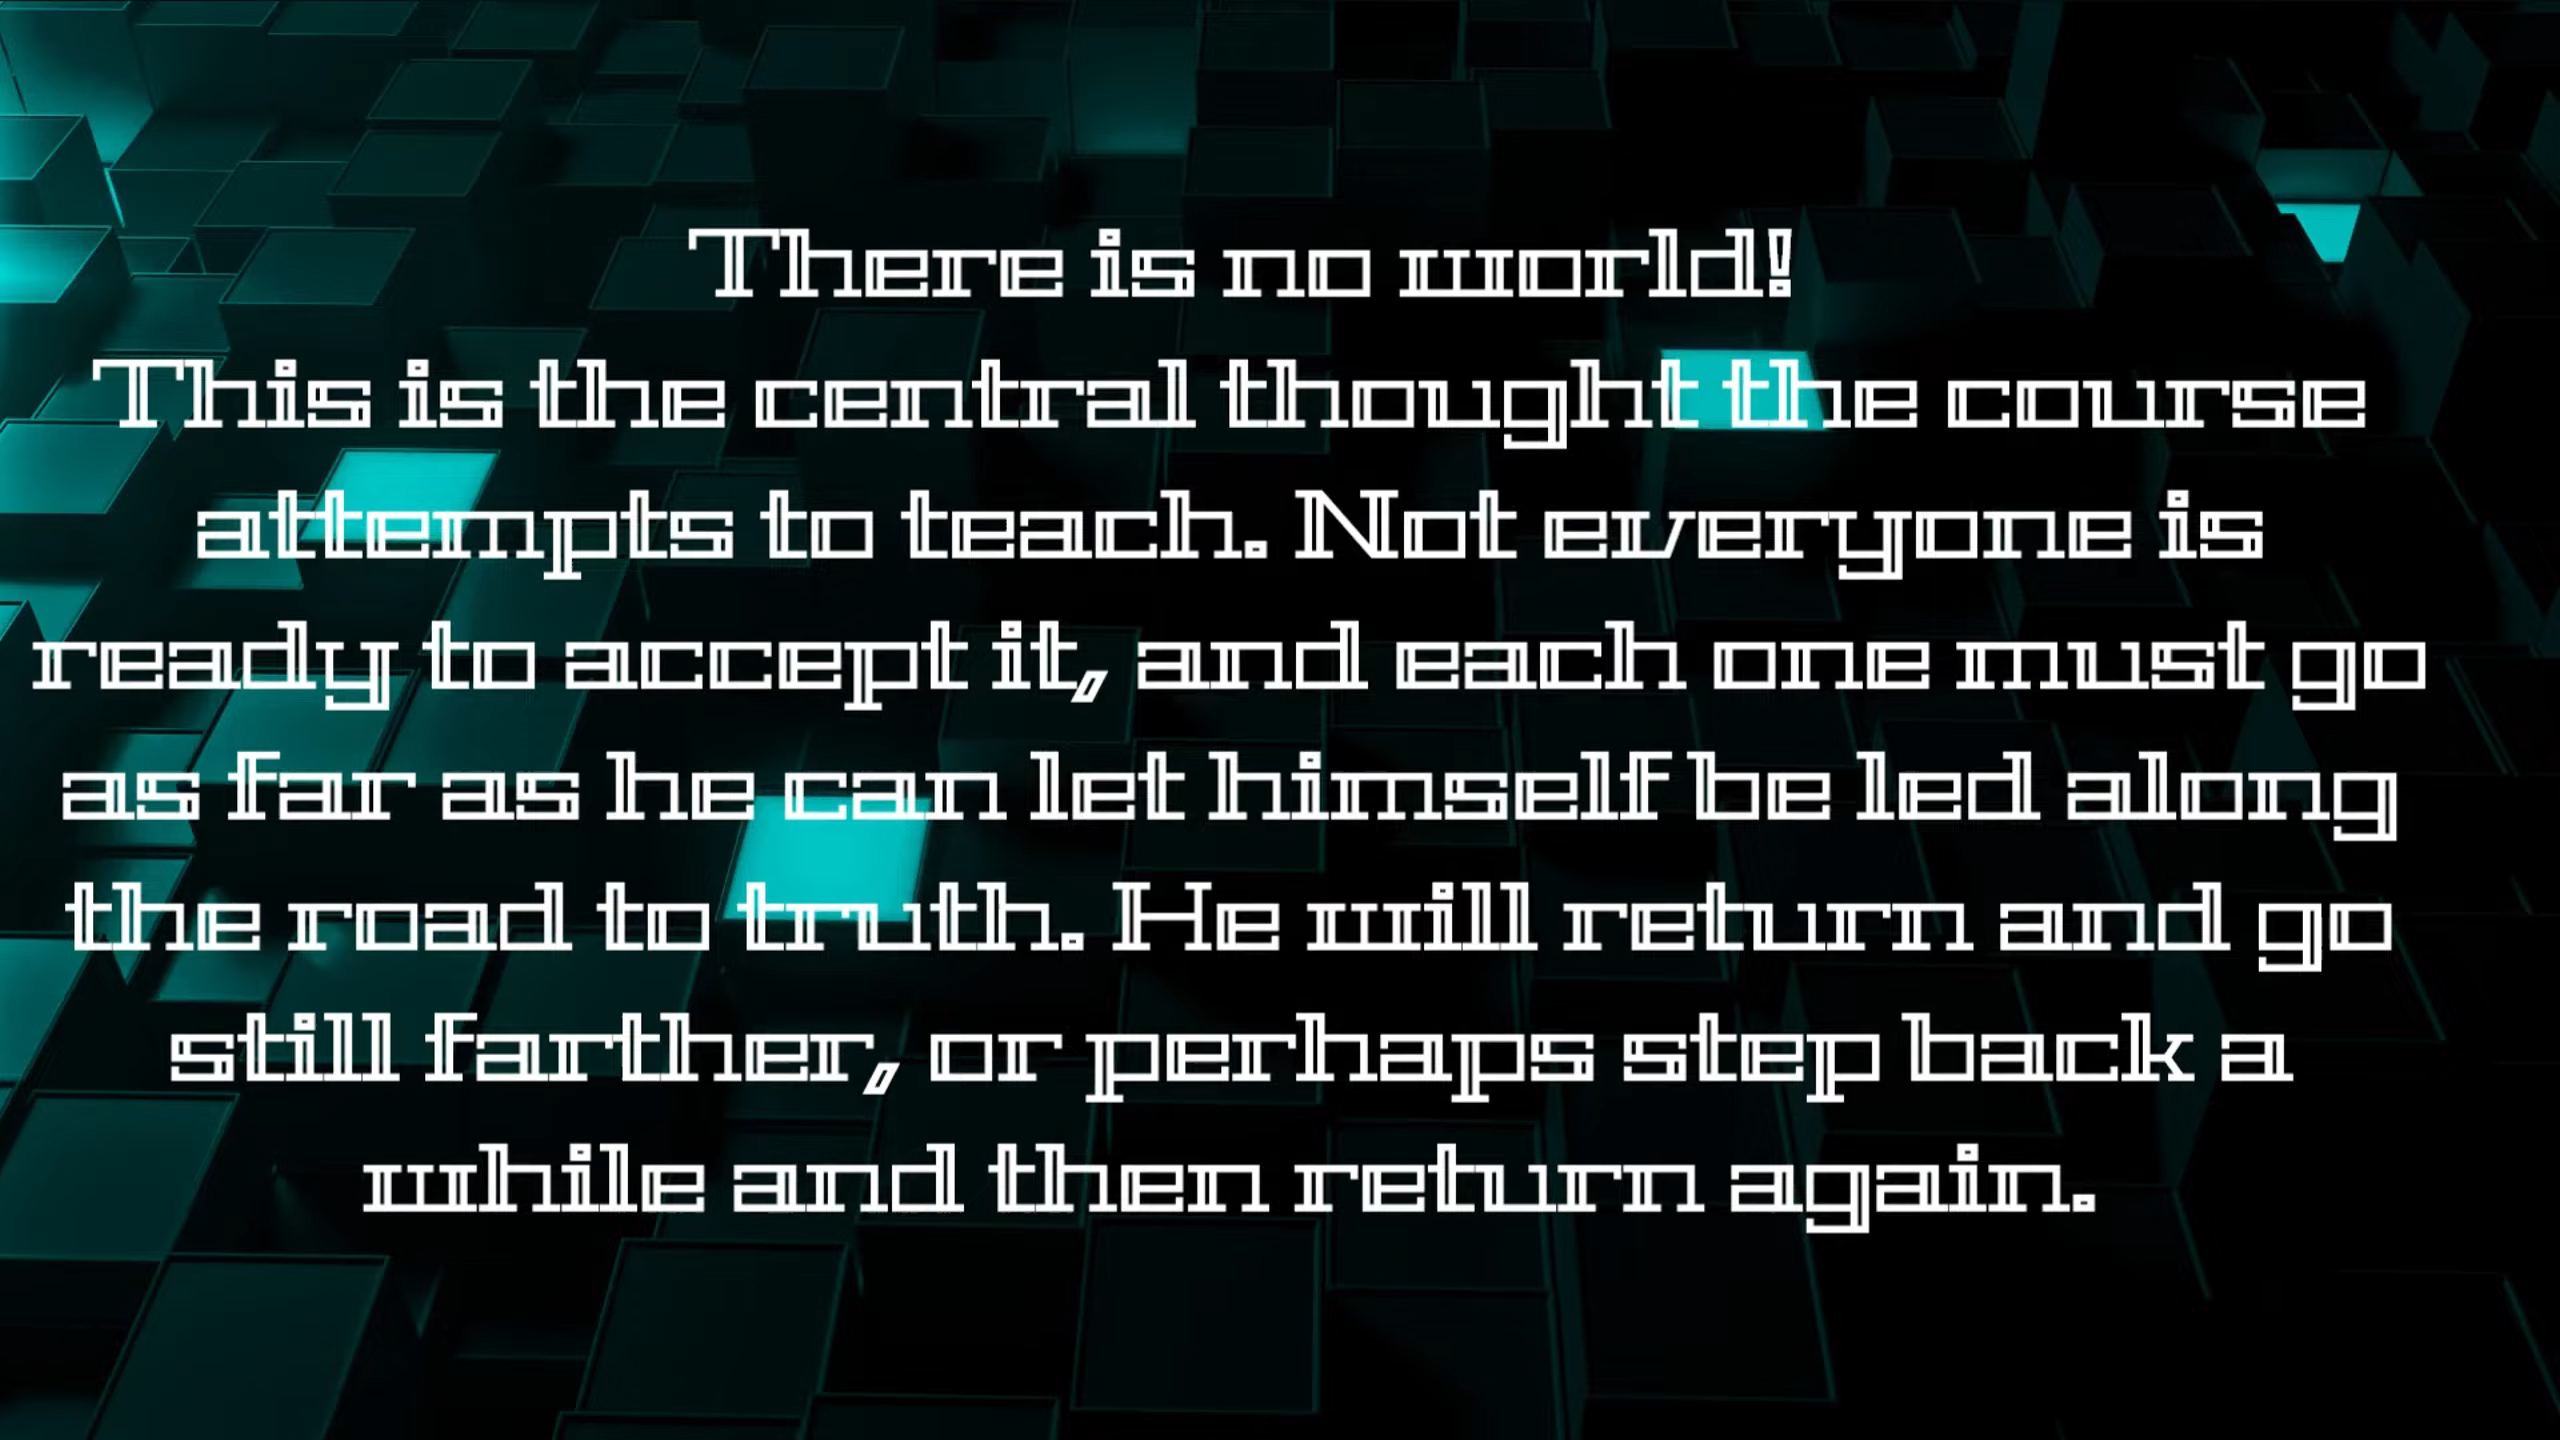 There is no world!
This is the central thought the course
attempts to teach. Not everyone is
ready to accept it, and each one must go
as far as he can let himself be led along
the road to truth. He will return and go
still farther, or perhaps step back a
while and then return again.